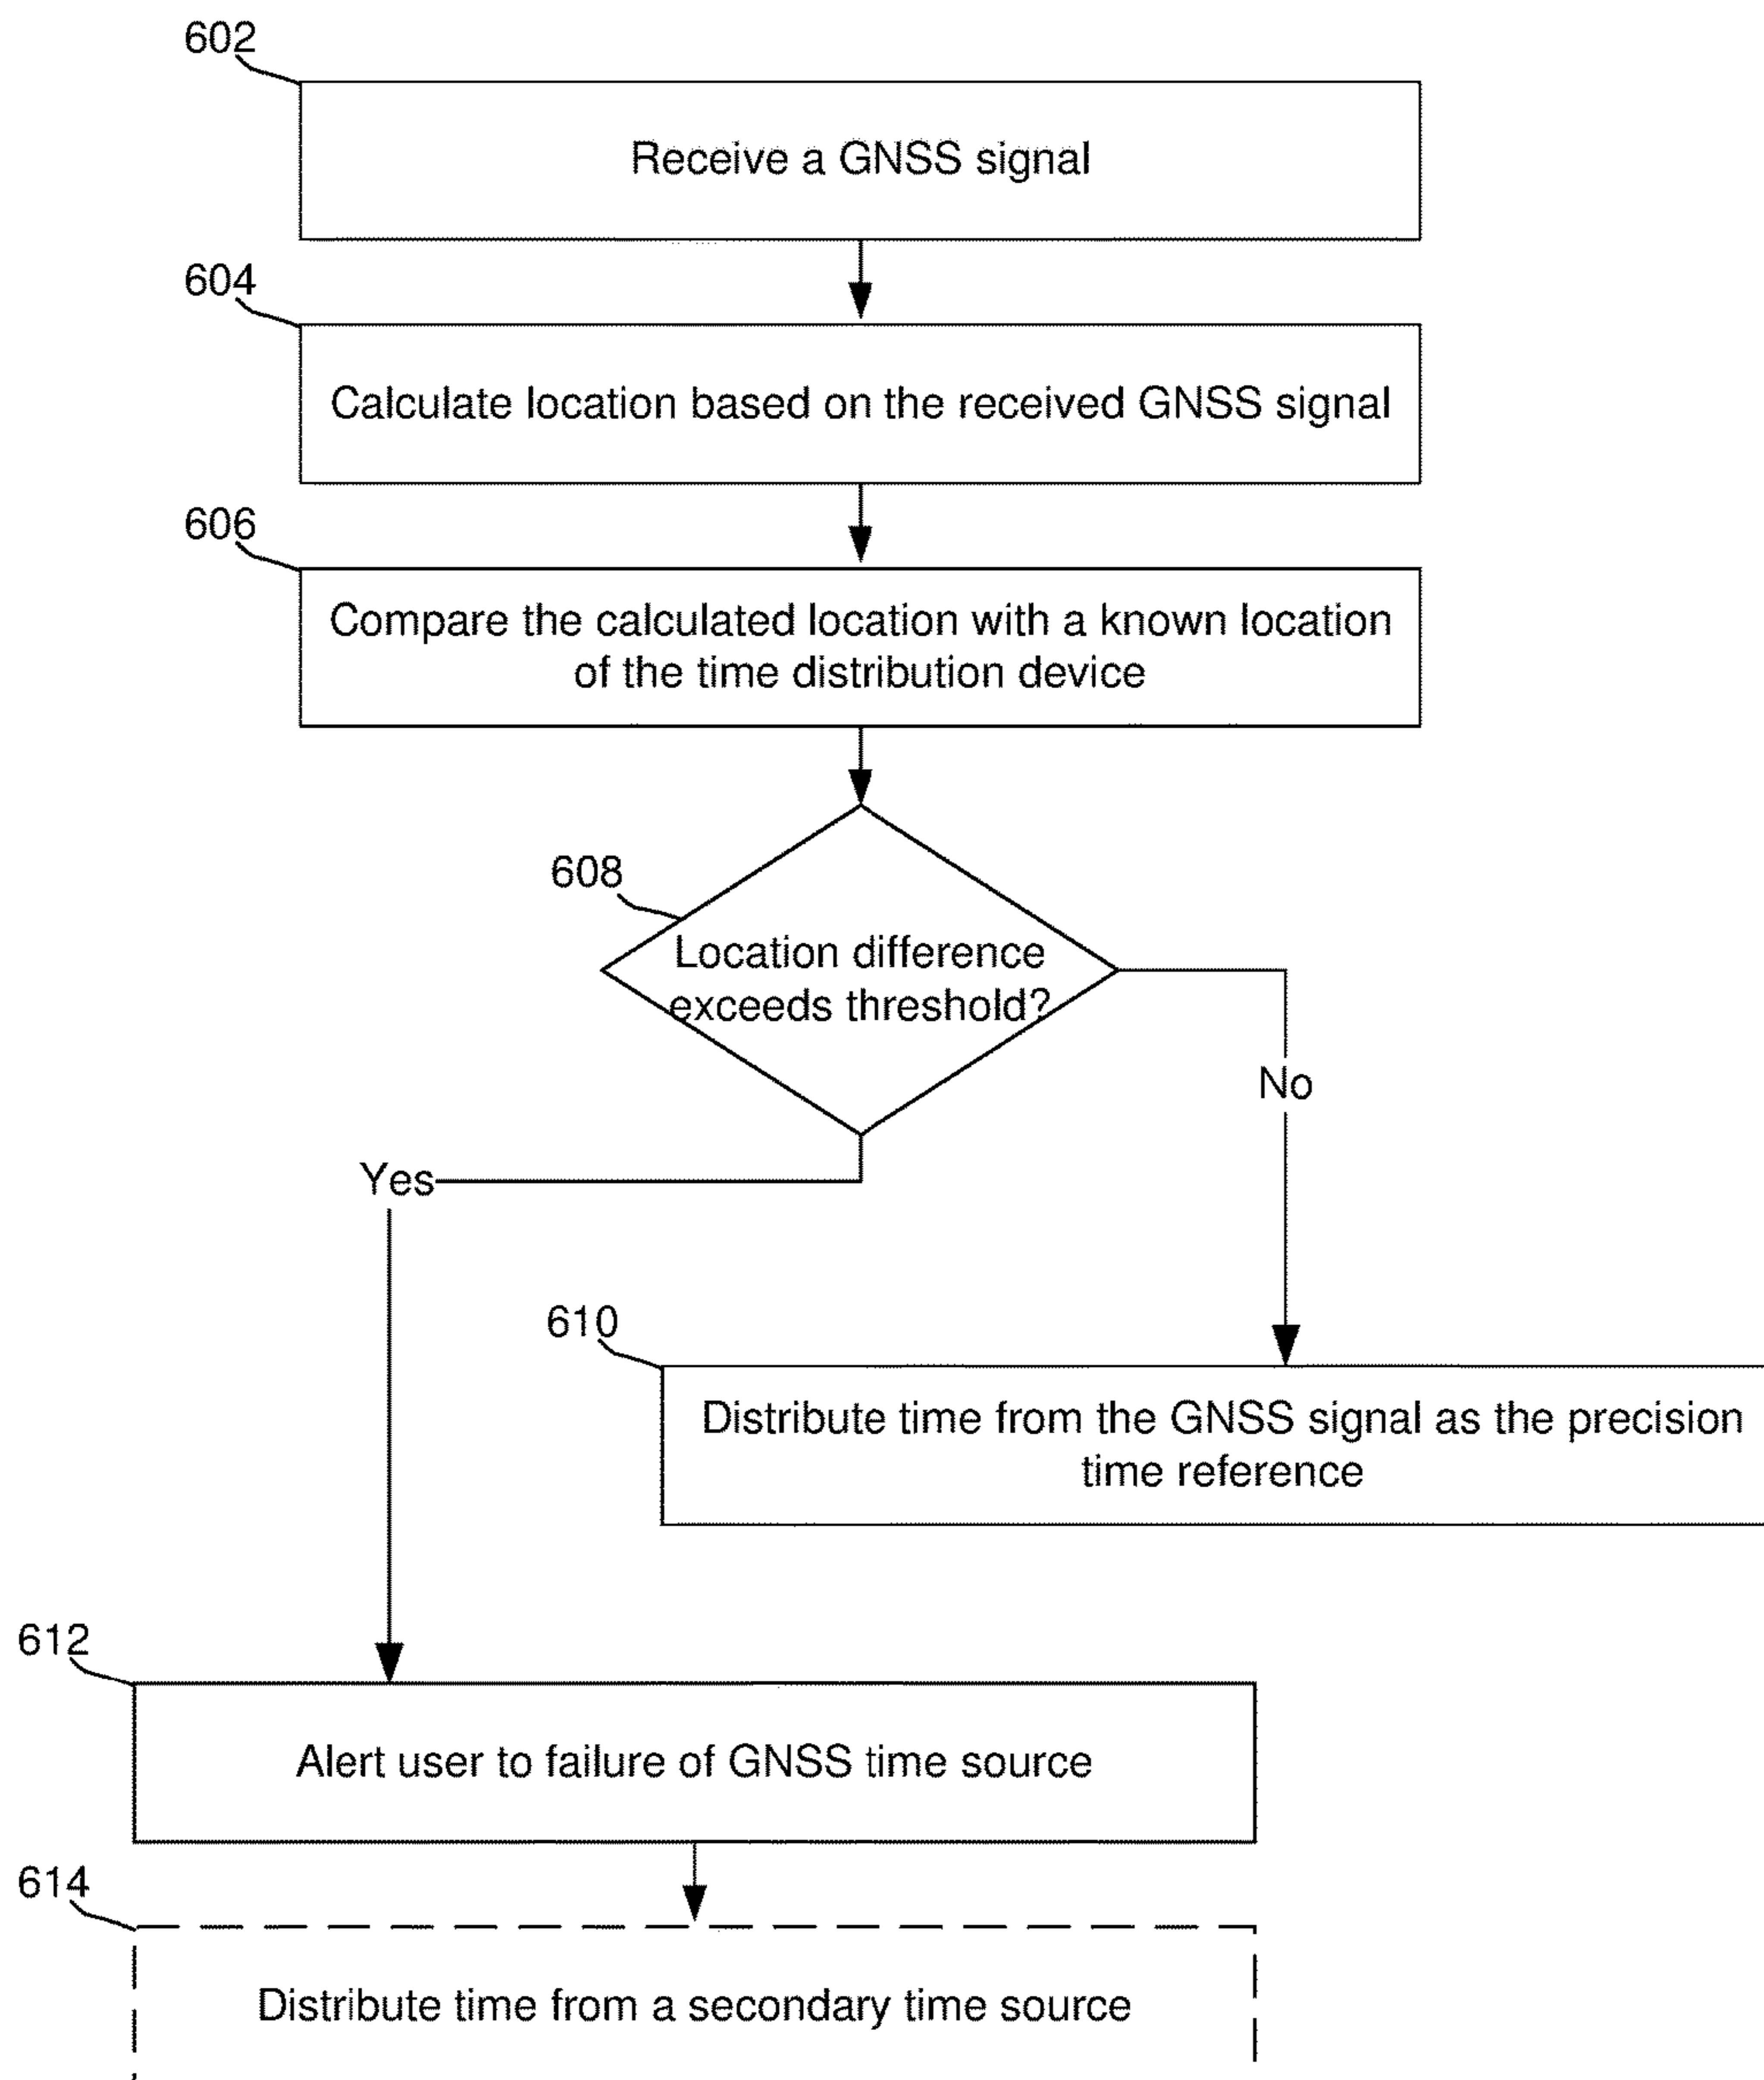 602
Receive a GNSS signal
604
Calculate location based on the received GNSS signal
606
Compare the calculated location with a known location
of the time distribution device
608
Location difference
exceeds threshold?
No
Yes
610
Distribute time from the GNSS signal as the precision
time reference
612
Alert user to failure of GNSS time source
614
Distribute time from a secondary time source